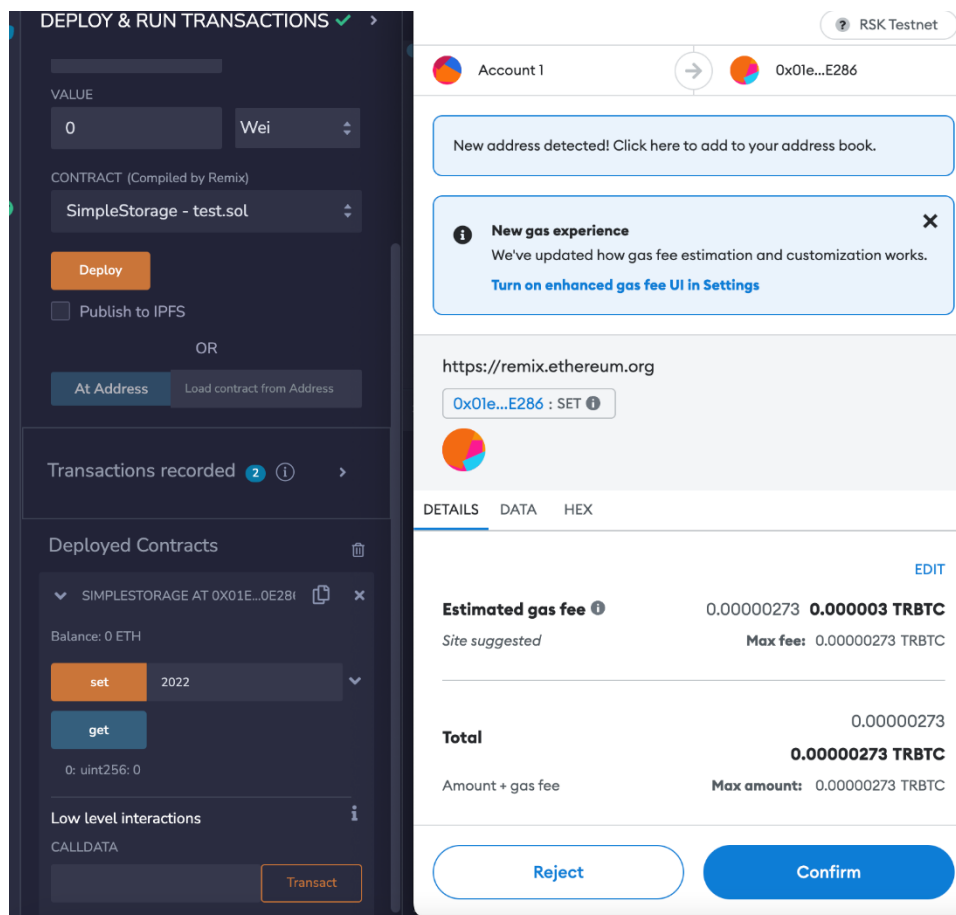 DEPLOY & RUN TRANSACTIONS
VALUE
0
Wei
CONTRACT (Compiled by Remix)
SimpleStorage - test.sol
Deploy
Publish to IPFS
OR
At Address
Load contract from Address
Transactions recorded 2
Deployed Contracts
SIMPLESTORAGE AT 0X01E...0E286
Balance: 0 ETH
set
2022
get
0: uint256: 0
Low level interactions
CALLDATA
Transact
RSK Testnet
Account 1
0x01e...E286
New address detected! Click here to add to your address book.
New gas experience
We've updated how gas fee estimation and customization works.
Turn on enhanced gas fee UI in Settings
https://remix.ethereum.org
0x01e...E286 : SET
DETAILS DATA HEX
EDIT
Estimated gas fee 0.00000273 0.000003 TRBTC
Site suggested Max fee: 0.00000273 TRBTC
0.00000273
Total
0.00000273 TRBTC
Amount + gas fee Max amount: 0.00000273 TRBTC
Reject
Confirm